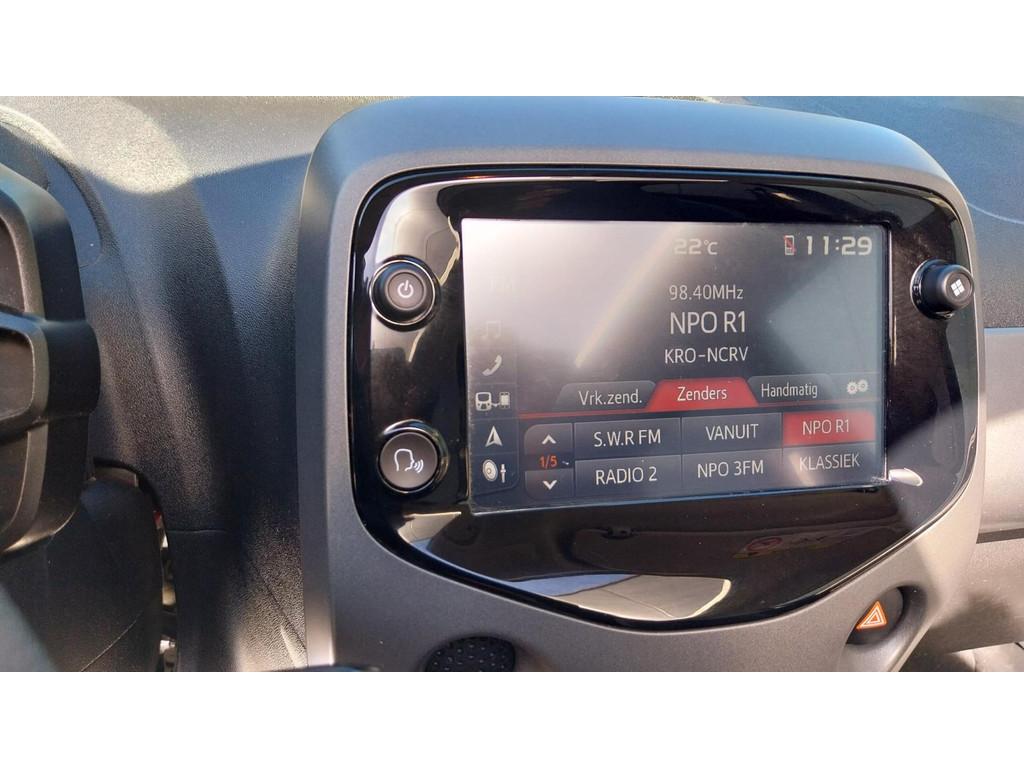 22°C 11:29
98.40MHz
NPO R1
KRO-NCRV
Vrk.zend. Zenders Handmatig
S.W.R FM VANUIT NPO R1
1/5
RADIO 2 NPO 3FM KLASSIEK